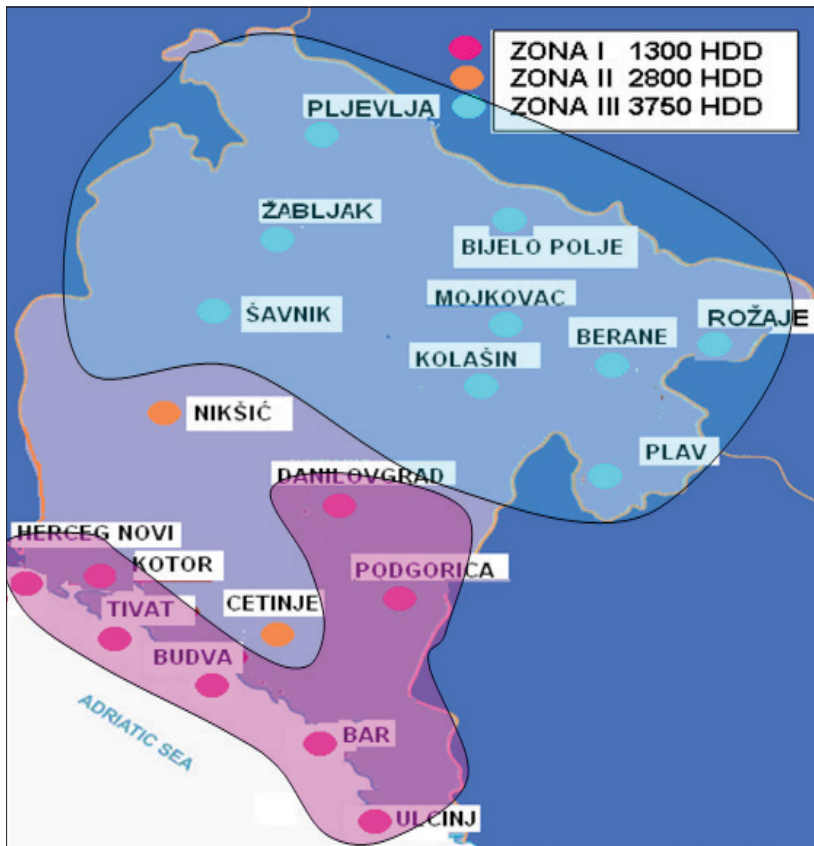 ZONA I 1300 HDD
ZONA II 2800 HDD
ZONA III 3750 HDD
PLJEVLJA
ŽABLJAK
BIJELO POLJE
MOJKOVAC
ŠAVNIK
ROŽAJE
BERANE
KOLAŠIN
NIKŠIĆ
PLAV
DANILOVGRAD
HERCEG NOVI
KOTOR
PODGORICA
TIVAT
CETINJE
BUDVA
ADRIATIC SEA
BAR
ULCINJ